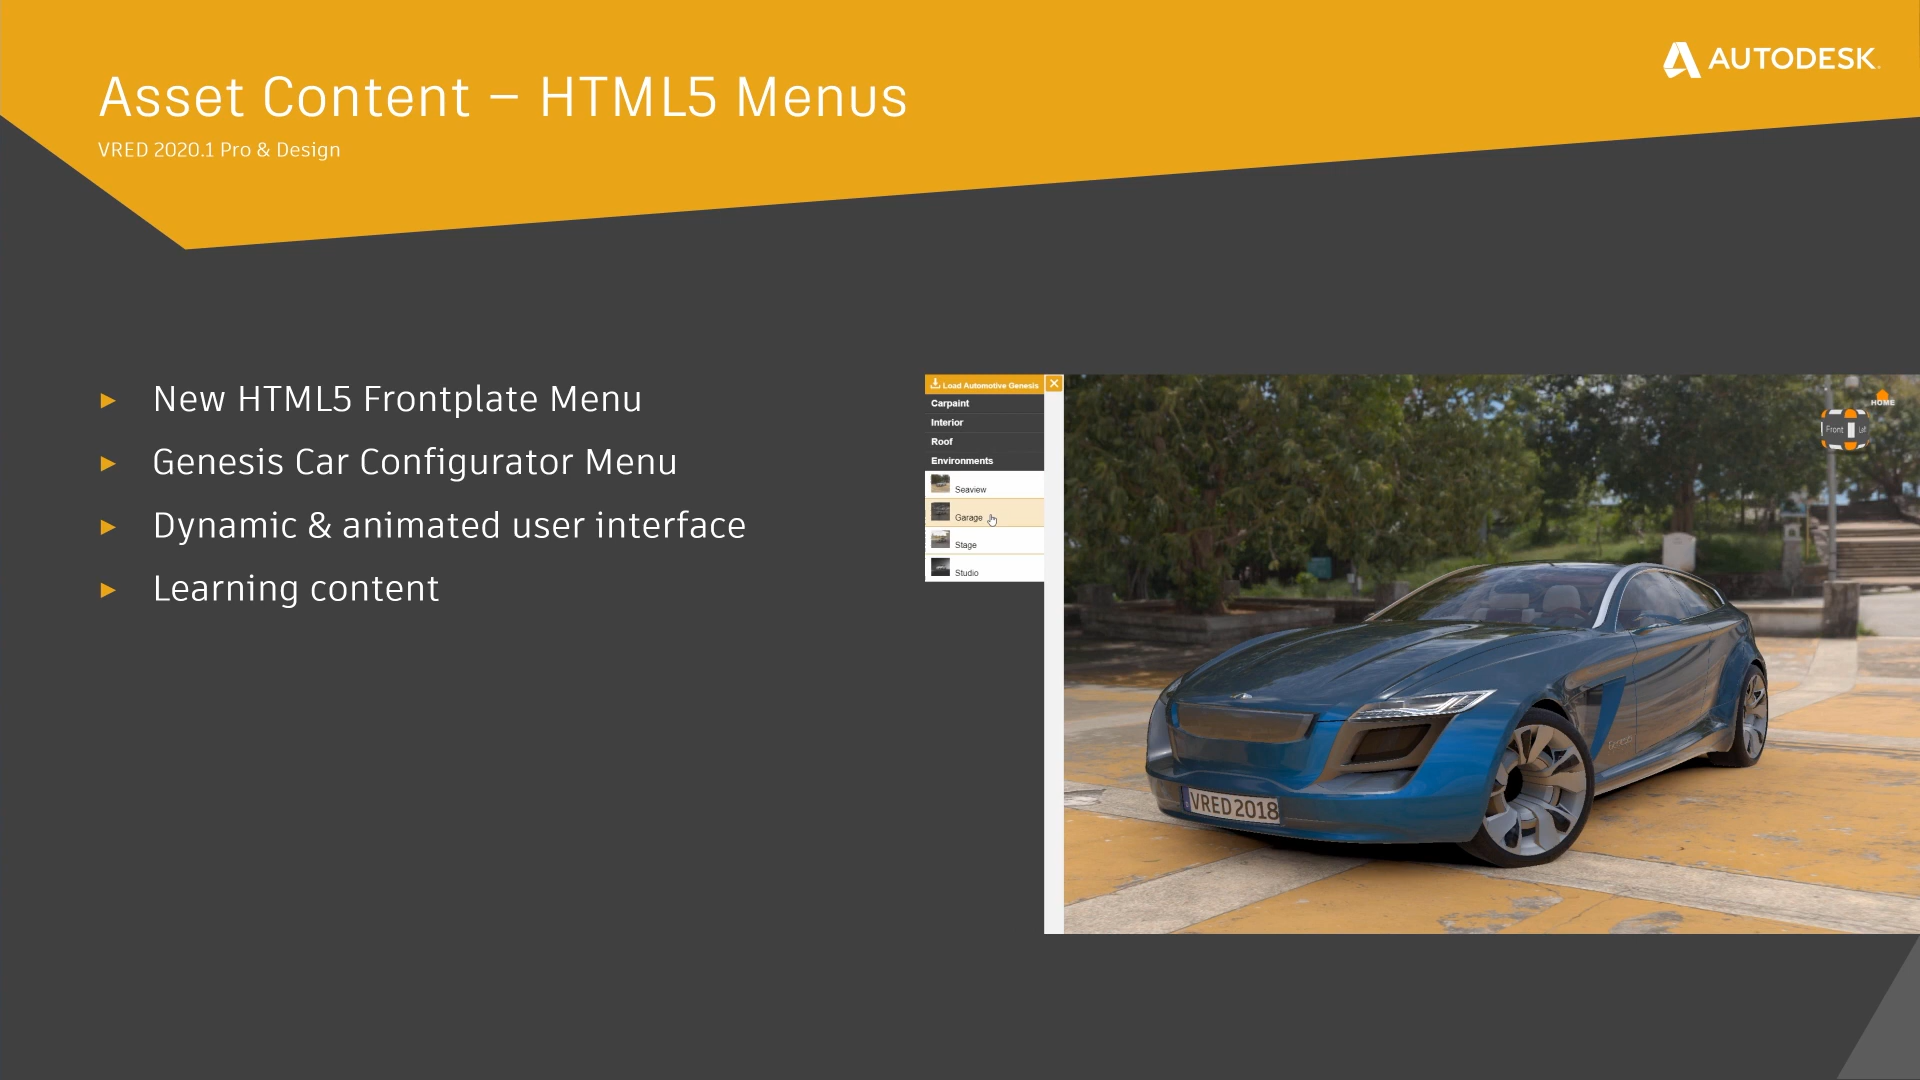 Asset Content – HTML5 Menus
AUTODESK.
VRED 2020.1 Pro & Design
New HTML5 Frontplate Menu
Genesis Car Configurator Menu
Dynamic & animated user interface
Learning content
Load Automotive Genesis
Carpaint
Interior
Roof
Environments
Seaview
Garage
Stage
Studio
HOME
Front
VRED 2018